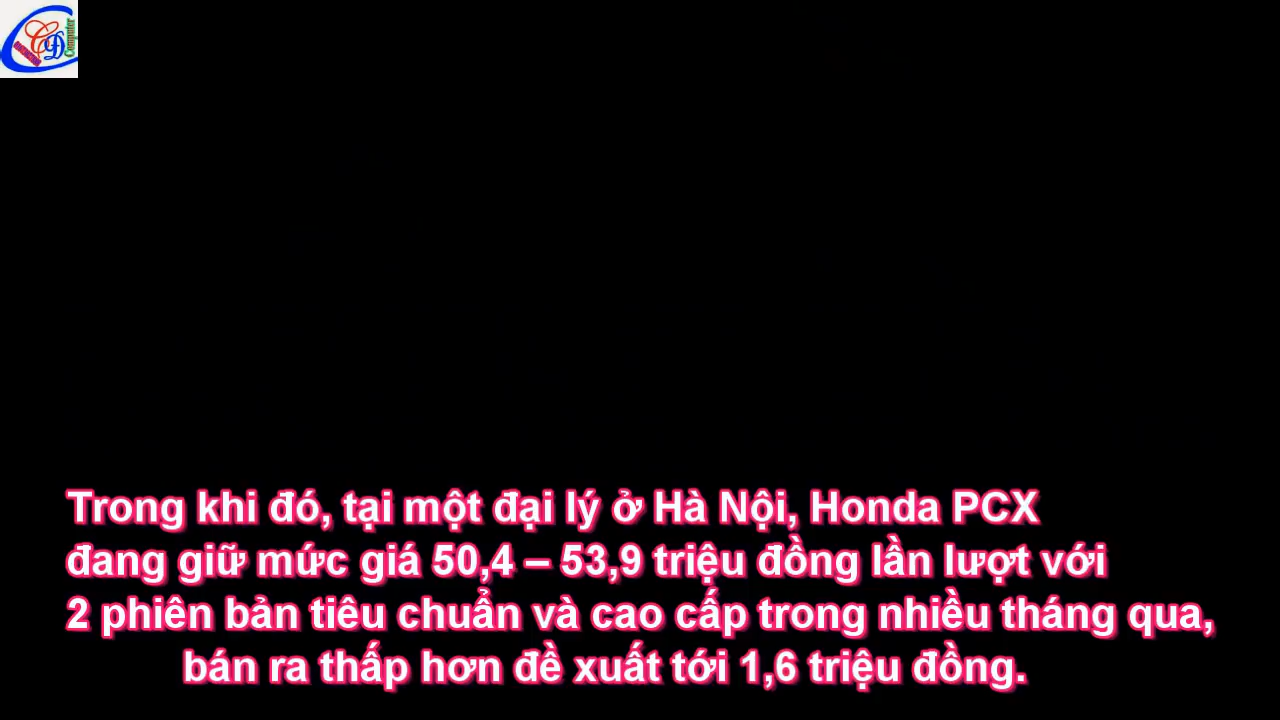 CĐ Computer
Trong khi đó, tại một đại lý ở Hà Nội, Honda PCX
đang giữ mức giá 50,4 – 53,9 triệu đồng lần lượt với
2 phiên bản tiêu chuẩn và cao cấp trong nhiều tháng qua,
bán ra thấp hơn đề xuất tới 1,6 triệu đồng.